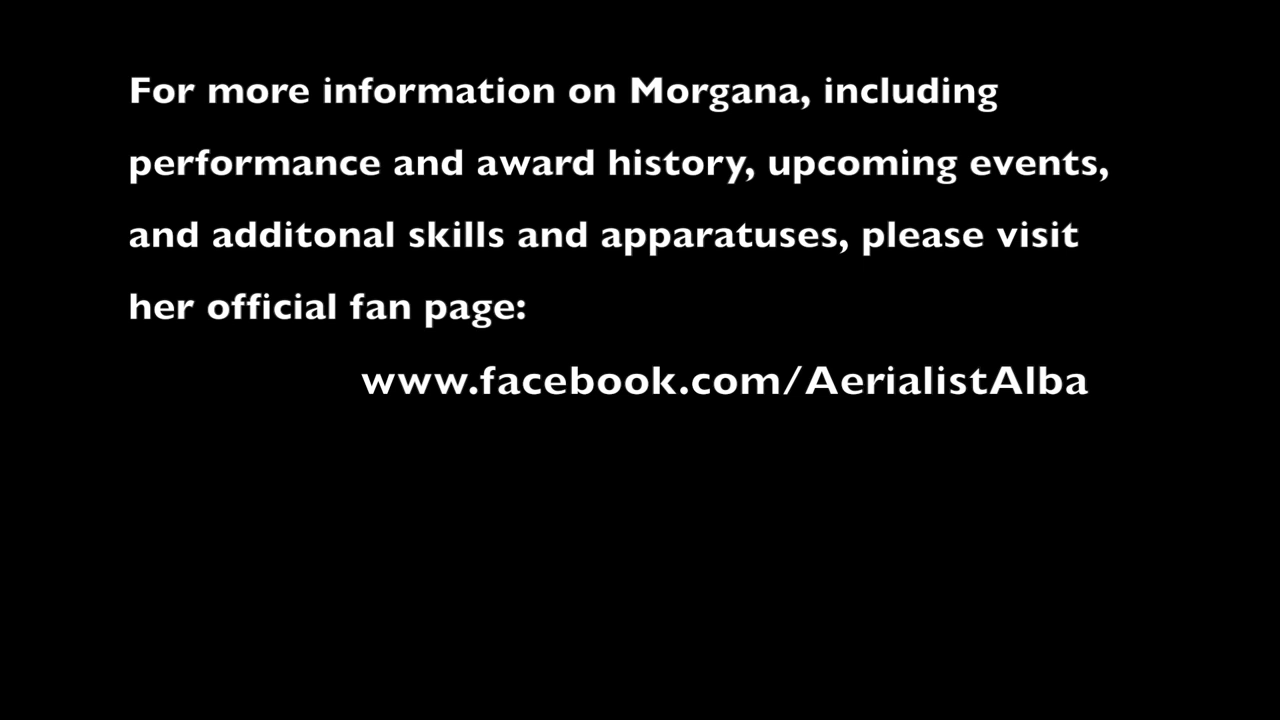 For more information on Morgana, including
performance and award history, upcoming events,
and additonal skills and apparatuses, please visit
her official fan page:
www.facebook.com/AerialistAlba